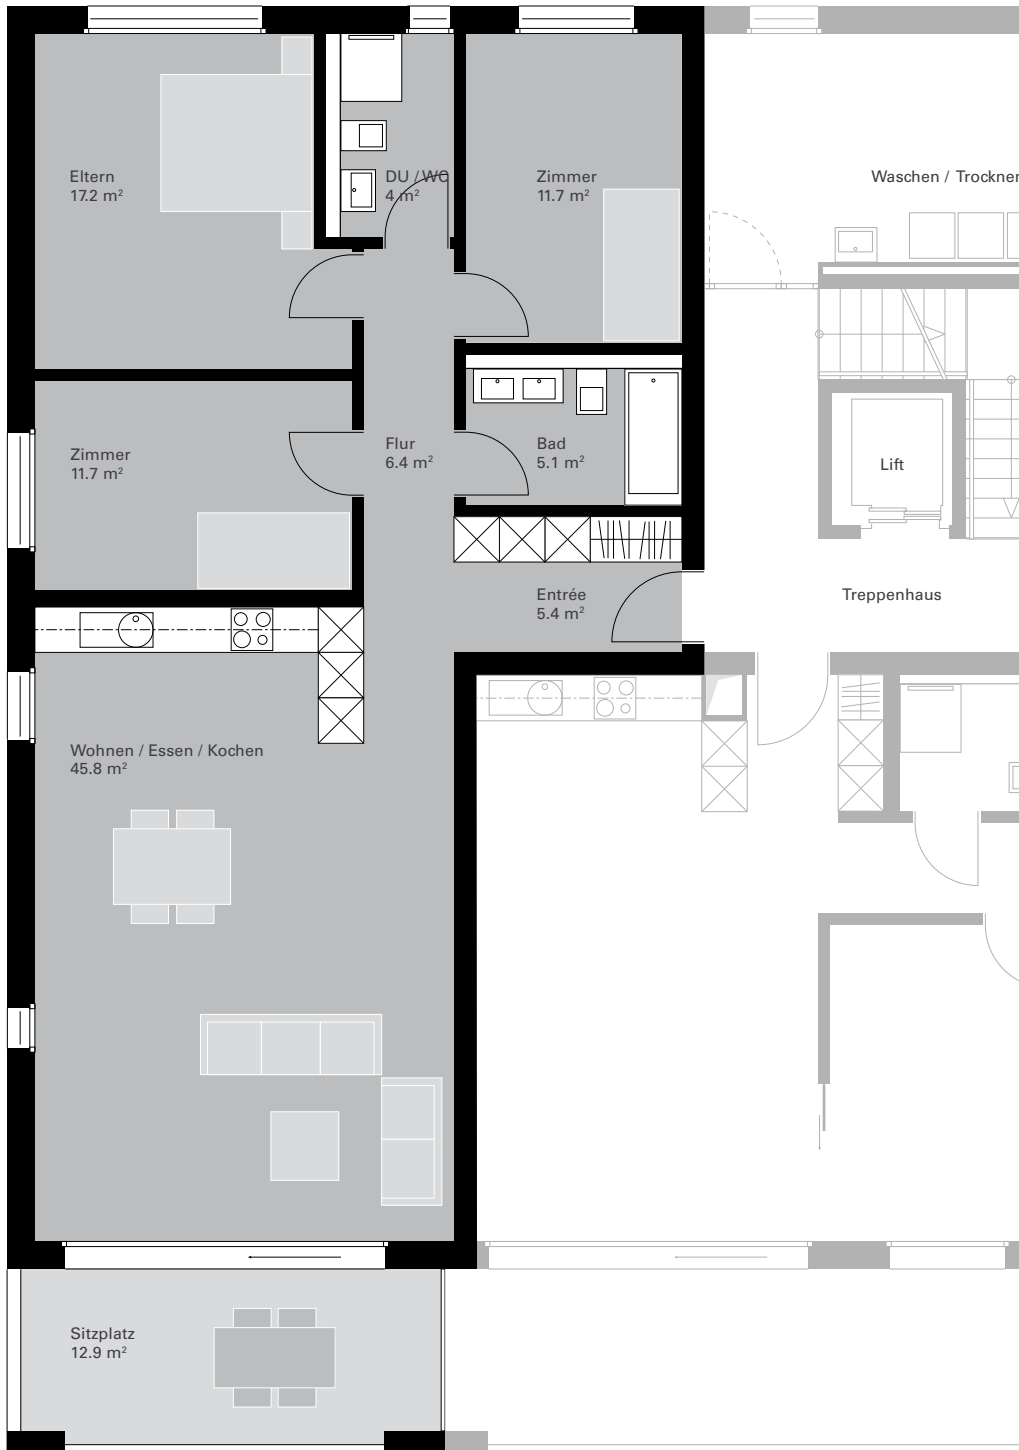 Eltern
17.2 m²
DU / WC
4 m²
Zimmer
11.7 m²
Waschen / Trockner
Zimmer
11.7 m²
Flur
6.4 m²
Bad
5.1 m²
Lift
Entrée
5.4 m²
Treppenhaus
Wohnen / Essen / Kochen
45.8 m²
Sitzplatz
12.9 m²